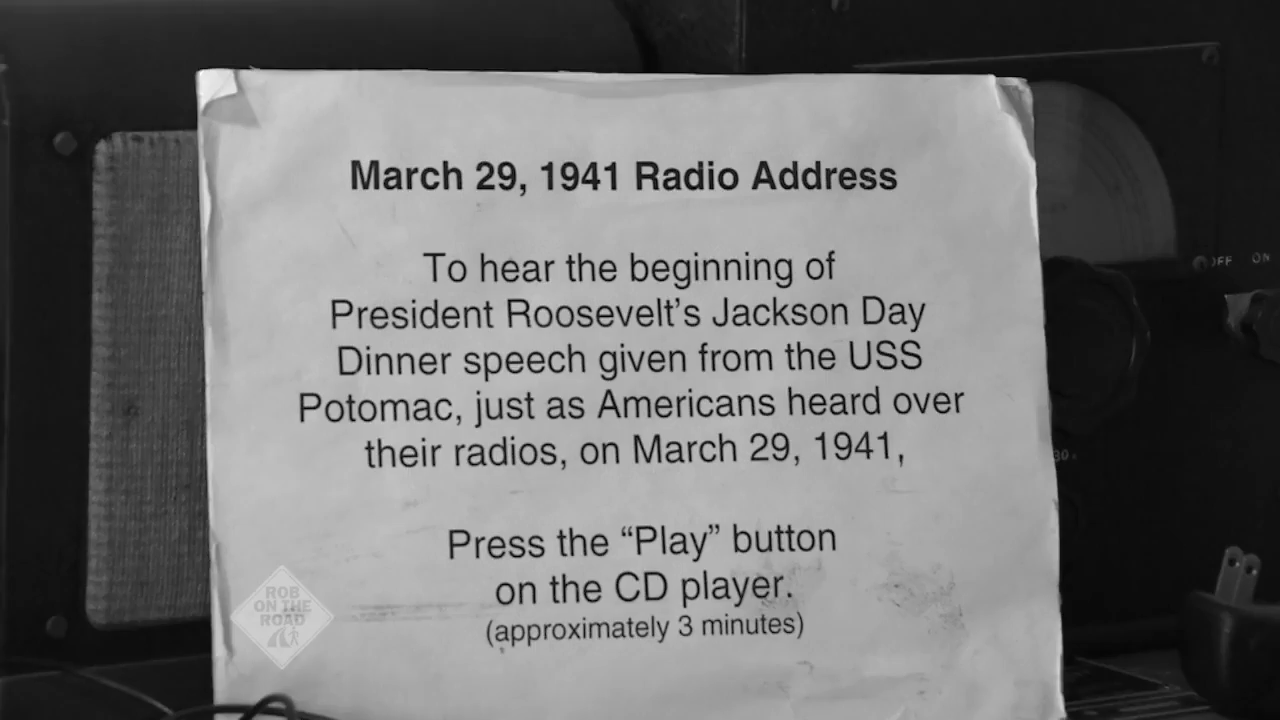 March 29, 1941 Radio Address
To hear the beginning of
President Roosevelt's Jackson Day
Dinner speech given from the USS
Potomac, just as Americans heard over
their radios, on March 29, 1941,
Press the “Play” button
on the CD player.
(approximately 3 minutes)
OFF ON
30
ROB
ON THE
ROAD